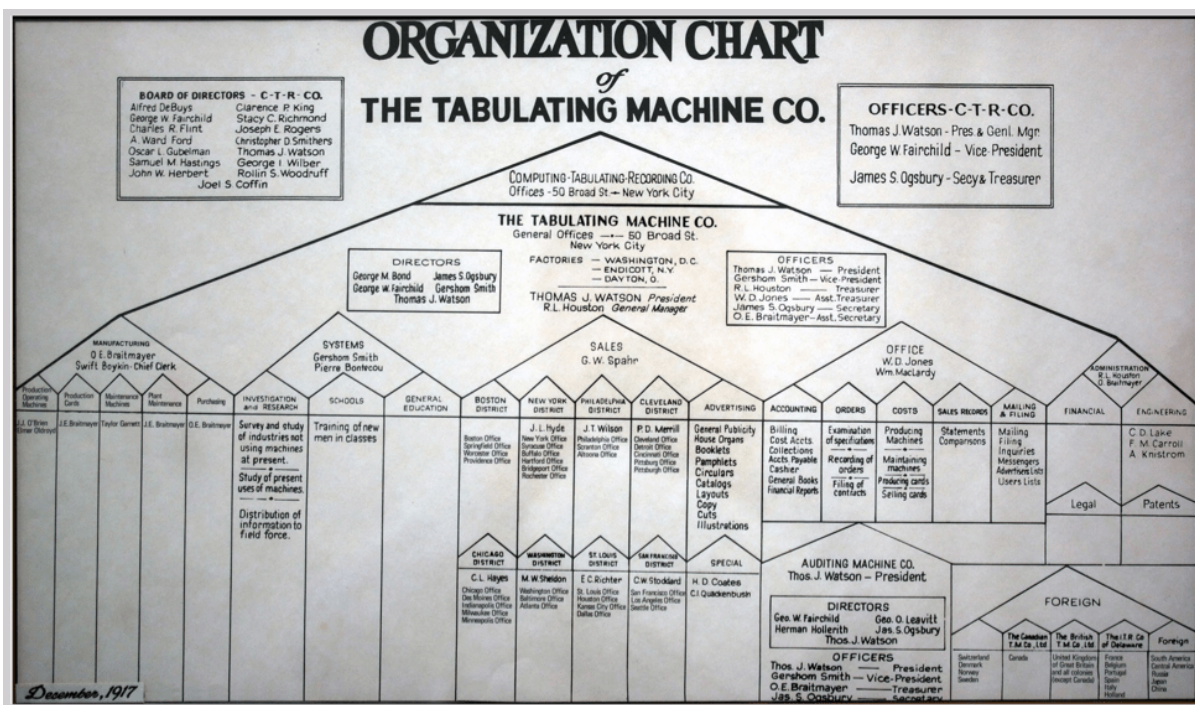 ORGANIZATION CHART
of
THE TABULATING MACHINE CO.
BOARD OF DIRECTORS - C-T-R-CO.
Alfred DeBuys Clarence P. King
George W. Fairchild Stacy C. Richmond
Charles R. Flint Joseph E. Rogers
A. Ward Ford Christopher D. Smithers
Oscar L. Gubelman Thomas J. Watson
Samuel M. Hastings George I. Wilber
John W. Herbert Rollin S. Woodruff
Joel S. Coffin
OFFICERS-C-T-R-CO.
Thomas J. Watson - Pres & Genl. Mgr.
George W. Fairchild - Vice-President
James S. Ogsbury - Secy & Treasurer
COMPUTING-TABULATING-RECORDING CO.
Offices - 50 Broad St - New York City
THE TABULATING MACHINE CO.
General Offices - 50 Broad St.
New York City
FACTORIES - WASHINGTON, D.C.
- ENDICOTT, N.Y.
- DAYTON, O.
THOMAS J. WATSON President
R.L. Houston General Manager
DIRECTORS
George M. Bond James S. Ogsbury
George W. Fairchild Gershom Smith
Thomas J. Watson
OFFICERS
Thomas J. Watson - President
Gershom Smith - Vice-President
R.L. Houston - Treasurer
W.D. Jones - Asst. Treasurer
James S. Ogsbury - Secretary
O.E. Braitmayer - Asst. Secretary
MANUFACTURING
O.E. Braitmayer
Swift Boykin - Chief Clerk
Production
Operating
Machines
J.J. O'Brien
Production
Cards
J.E. Braitmayer
Maintenance
Machines
Taylor Garnett
Plant
Maintenance
J.E. Braitmayer
Purchasing
O.E. Braitmayer
SYSTEMS
Gershom Smith
Pierre Bontecou
INVESTIGATION
and RESEARCH
Survey and study
of industries not
using machines
at present.
Study of present
uses of machines.
Distribution of
information to
field force.
SCHOOLS
Training of new
men in classes
GENERAL
EDUCATION
SALES
G.W. Spahr
BOSTON
DISTRICT
Boston Office
Springfield Office
Worcester Office
Providence Office
NEW YORK
DISTRICT
J.L. Hyde
New York Office
Syracuse Office
Buffalo Office
Hartford Office
Bridgeport Office
Rochester Office
PHILADELPHIA
DISTRICT
J.T. Wilson
Philadelphia Office
Scranton Office
Altoona Office
CLEVELAND
DISTRICT
P.D. Merrill
Cleveland Office
Detroit Office
Cincinnati Office
Pittsburg Office
Pittsburgh Office
ADVERTISING
General Publicity
House Organs
Booklets
Pamphlets
Circulars
Catalogs
Layouts
Copy
Cuts
Illustrations
CHICAGO
DISTRICT
C.L. Hayes
Chicago Office
Des Moines Office
Indianapolis Office
Milwaukee Office
Minneapolis Office
WASHINGTON
DISTRICT
M.W. Sheldon
Washington Office
Baltimore Office
Atlanta Office
ST. LOUIS
DISTRICT
E.C. Richter
St. Louis Office
Houston Office
Kansas City Office
Dallas Office
SAN FRANCISCO
DISTRICT
C.W. Stoddard
San Francisco Office
Los Angeles Office
Seattle Office
SPECIAL
H.D. Coates
C.I. Quackenbush
OFFICE
W.D. Jones
Wm. MacLardy
ACCOUNTING
Billing
Cost Accts.
Collections
Accts. Payable
Casher
General Books
Financial Reports
ORDERS
Examination
of specifications
Recording of
orders
Filing of
contracts
COSTS
Producing
Machines
Maintaining
machines
Producing cards
Selling cards
SALES RECORDS
Statements
Comparisons
MAILING
& FILING
Mailing
Filing
Inquiries
Messengers
Advertisers Lists
Users Lists
ADMINISTRATION
R.L. Houston
O. Braitmayer
FINANCIAL
Legal
ENGINEERING
C.D. Lake
F.M. Carroll
A. Knistrom
Patents
AUDITING MACHINE CO.
Thos. J. Watson - President
DIRECTORS
Geo. W. Fairchild Geo. O. Leavitt
Herman Hollerith Jas. S. Ogsbury
Thos. J. Watson
OFFICERS
Thos. J. Watson - President
Gershom Smith - Vice-President
O.E. Braitmayer - Treasurer
Jas. S. Ogsbury - Secretary
FOREIGN
Switzerland
Denmark
Norway
Sweden
The Canadian
T.M Co., Ltd
Canada
The British
T.M Co., Ltd
United Kingdom
of Great Britain
and all colonies
(except Canada)
The I.T.R. Co
of Delaware
France
Belgium
Portugal
Spain
Italy
Holland
Foreign
South America
Central America
Russia
Japan
China
December, 1917